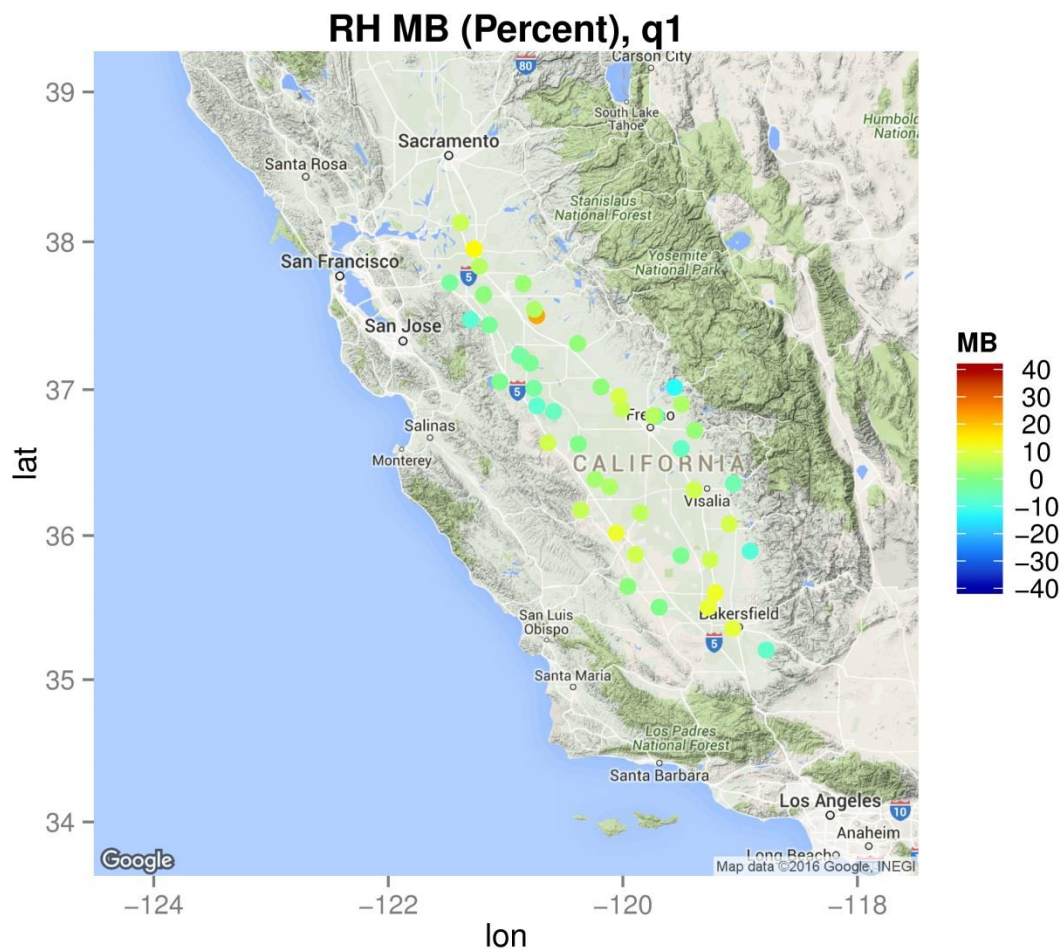 RH MB (Percent), q1
39
38
37
36
35
34
lat
−124
−122
−120
−118
lon
MB
40
30
20
10
0
−10
−20
−30
−40
80
Carson City
South Lake
Tahoe
Humbol
Nationa
Sacramento
Santa Rosa
Stanislaus
National Forest
San Francisco
Yosemite
National Park
5
San Jose
5
Salinas
Monterey
Fre
CALIFORNIA
Visalia
San Luis
Obispo
Bakersfield
5
Santa Maria
Los Padres
National Forest
Santa Barbara
Los Angeles
10
Anaheim
Long Beach
Google
Map data ©2016 Google, INEGI